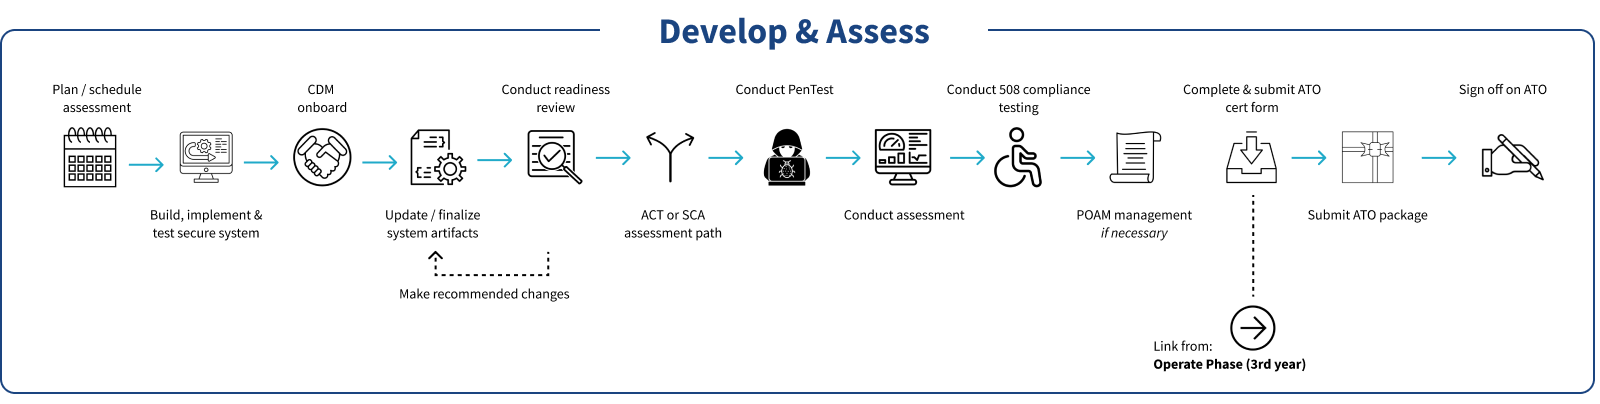 Develop & Assess
Plan / schedule
assessment
Build, implement &
test secure system
CDM
onboard
Update / finalize
system artifacts
Conduct readiness
review
Make recommended changes
ACT or SCA
assessment path
Conduct PenTest
Conduct assessment
Conduct 508 compliance
testing
POAM management
if necessary
Complete & submit ATO
cert form
Link from:
Operate Phase (3rd year)
Submit ATO package
Sign off on ATO